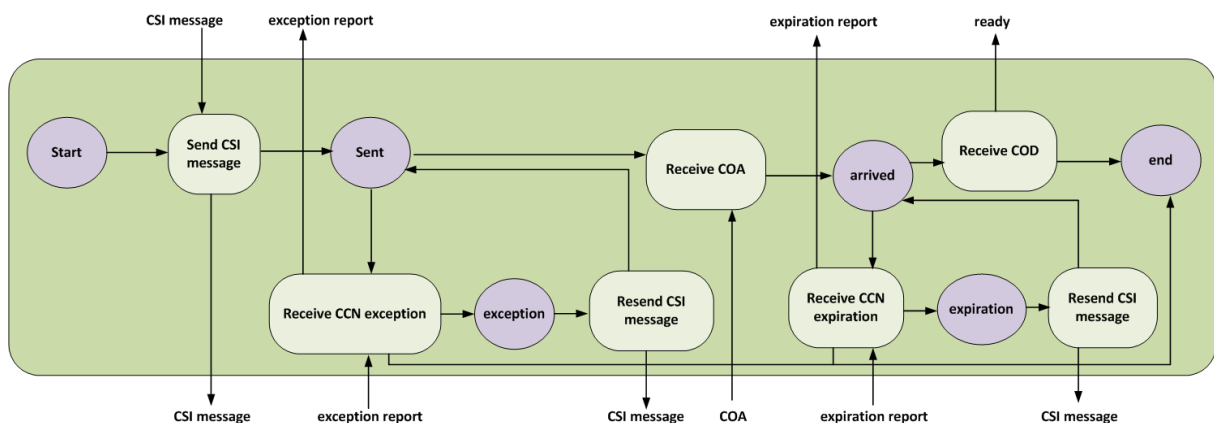 CSI message
exception report
expiration report
ready
Start
Send CSI
message
Sent
Receive COA
arrived
Receive COD
end
Receive CCN exception
exception
Resend CSI
message
Receive CCN
expiration
expiration
Resend CSI
message
CSI message
exception report
CSI message
COA
expiration report
CSI message